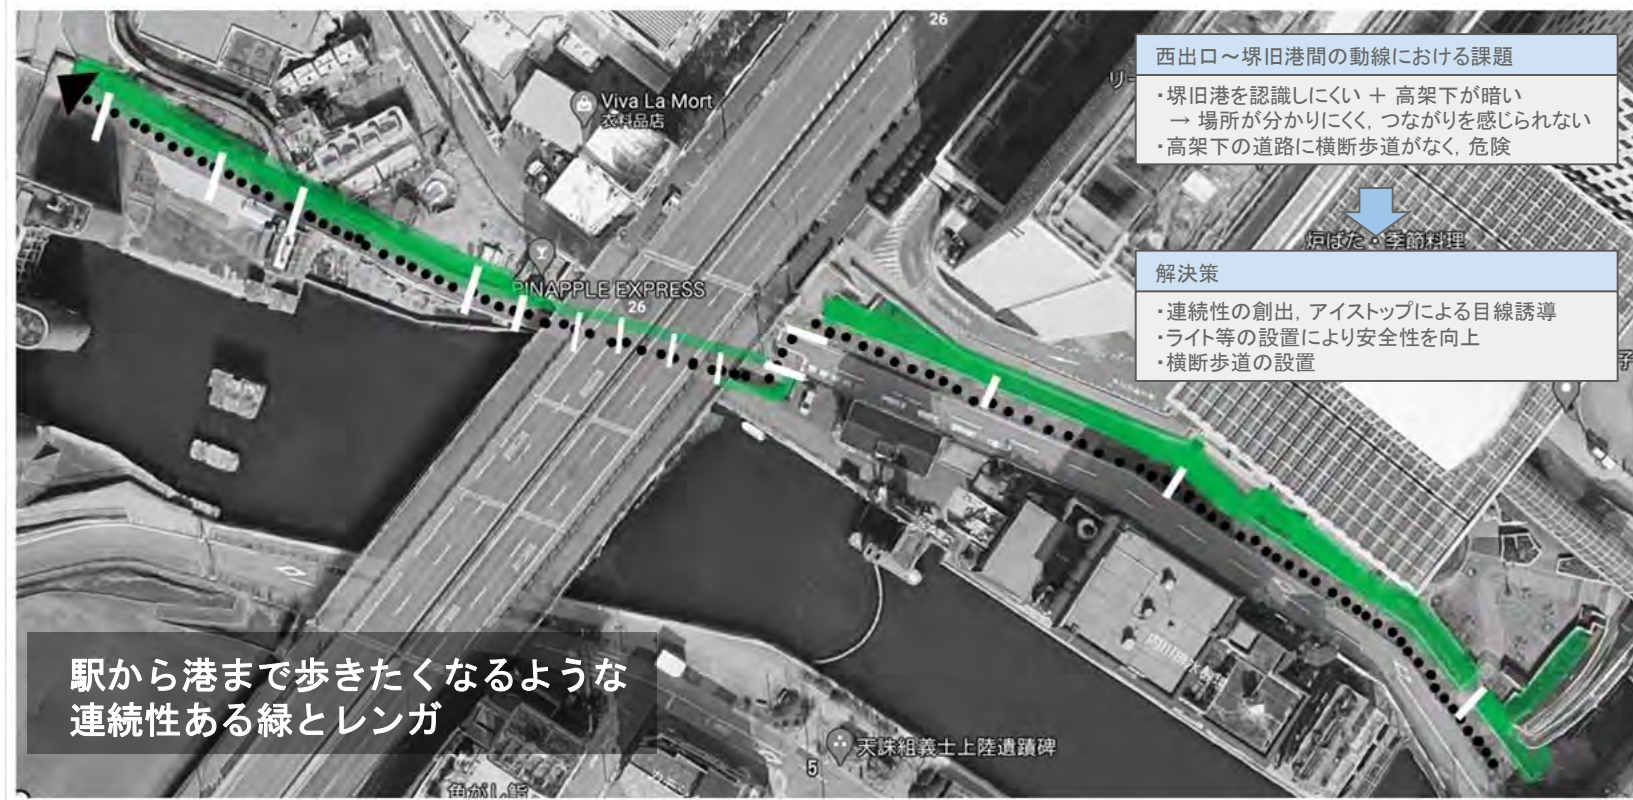 26
西出口~堺旧港間の動線における課題
・堺旧港を認識しにくい + 高架下が暗い
→ 場所が分かりにくく, つながりを感じられない
・高架下の道路に横断歩道がなく, 危険
Viva La Mort
衣料品店
炉ばた・季節料理
解決策
・連続性の創出, アイストップによる目線誘導
・ライト等の設置により安全性を向上
・横断歩道の設置
PINAPPLE EXPRESS
26
駅から港まで歩きたくなるような
連続性ある緑とレンガ
天誅組義士上陸遺蹟碑
5